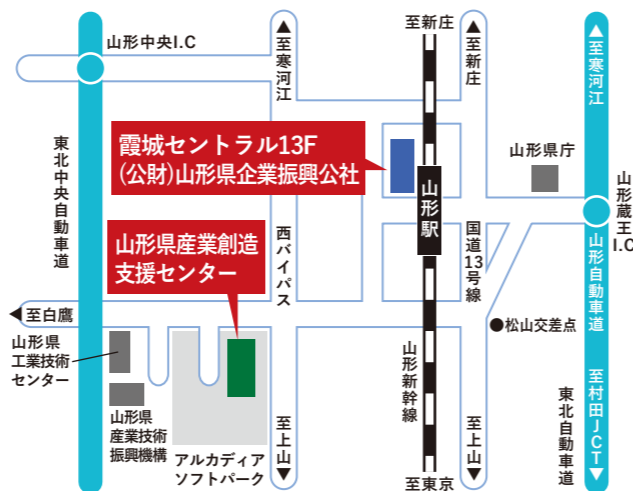 至新庄
▲至寒河江
▲至新庄
▲至寒河江
山形中央I.C
東北中央自動車道
霞城セントラル13F
(公財)山形県企業振興公社
山形県庁
山形駅
山形蔵王I.C
山形県産業創造
支援センター
西バイパス
国道13号線
山形自動車道
◀至白鷹
●松山交差点
山形県
工業技術
センター
山形新幹線
山形県
産業技術
振興機構
アルカディア
ソフトパーク
至上山▼
至東京
至上山▼
東北自動車道
至村田JCT▼